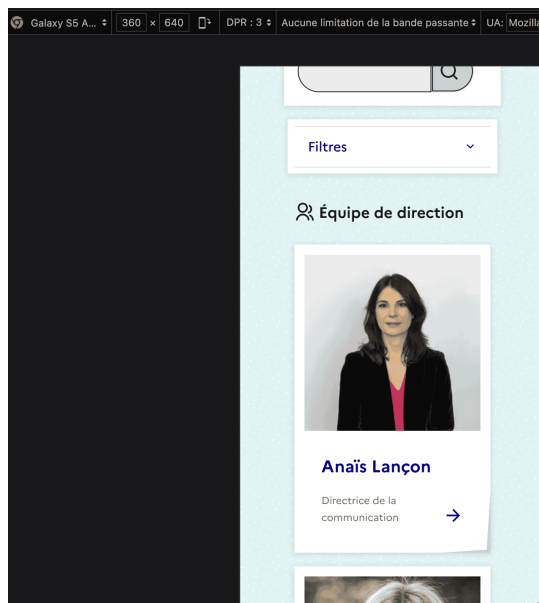 Galaxy S5 A... 360 × 640 DPR : 3 Aucune limitation de la bande passante UA: Mozilla
Filtres
Équipe de direction
Anaïs Lançon
Directrice de la
communication